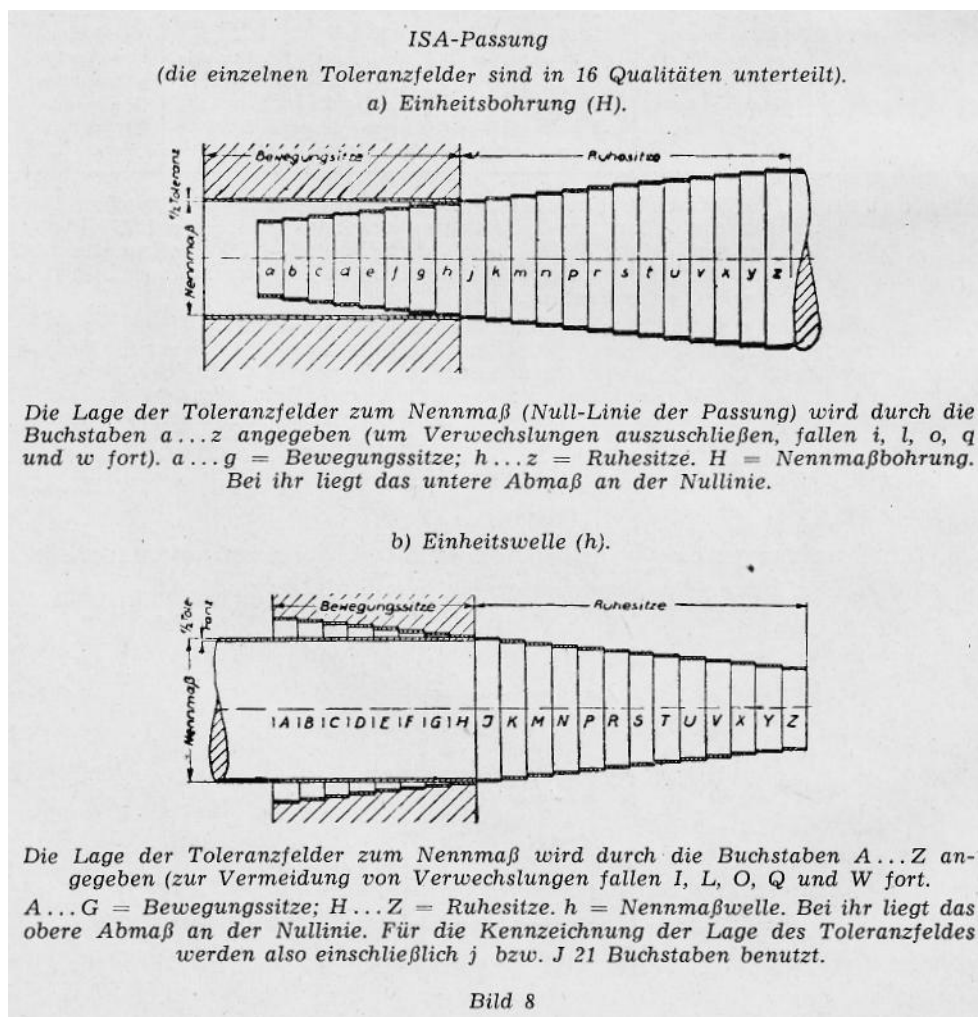 ISA-Passung
(die einzelnen Toleranzfelder sind in 16 Qualitäten unterteilt).
a) Einheitsbohrung (H).
Bewegungsitze
Ruhesitze
½ Toleranz
Nennmaß
a b c d e f g h j k m n p r s t u v x y z
Die Lage der Toleranzfelder zum Nennmaß (Null-Linie der Passung) wird durch die
Buchstaben a...z angegeben (um Verwechslungen auszuschließen, fallen i, l, o, q
und w fort). a...g = Bewegungssitze; h...z = Ruhesitze. H = Nennmaßbohrung.
Bei ihr liegt das untere Abmaß an der Nullinie.
b) Einheitswelle (h).
Bewegungssitze
Ruhesitze
½ Tole
ranz
Nennmaß
A B C D E F G H J K M N P R S T U V X Y Z
Die Lage der Toleranzfelder zum Nennmaß wird durch die Buchstaben A...Z an-
gegeben (zur Vermeidung von Verwechslungen fallen I, L, O, Q und W fort.
A...G = Bewegungssitze; H...Z = Ruhesitze. h = Nennmaßwelle. Bei ihr liegt das
obere Abmaß an der Nullinie. Für die Kennzeichnung der Lage des Toleranzfeldes
werden also einschließlich j bzw. J 21 Buchstaben benutzt.
Bild 8